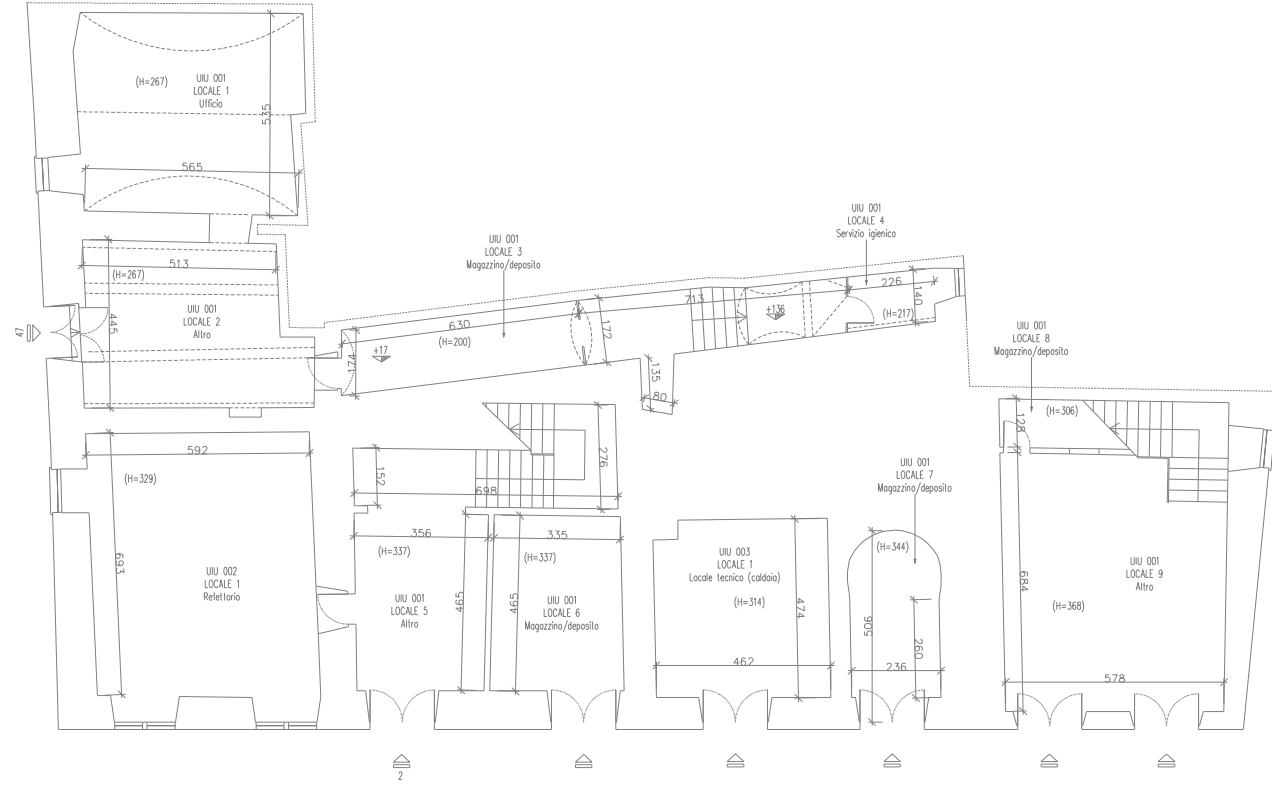 (H=267)
UIU 001
LOCALE 1
Ufficio
535
565
513
(H=267)
445
UIU 001
LOCALE 2
Altro
47
UIU 001
LOCALE 3
Magazzino/deposito
630
(H=200)
174
+17
172
713
+136
UIU 001
LOCALE 4
Servizio igienico
226
140
(H=217)
135
80
UIU 001
LOCALE 8
Magazzino/deposito
(H=306)
128
592
(H=329)
693
UIU 002
LOCALE 1
Refettorio
152
698
276
356
(H=337)
465
UIU 001
LOCALE 5
Altro
335
(H=337)
465
UIU 001
LOCALE 6
Magazzino/deposito
UIU 003
LOCALE 1
Locale tecnico (caldaia)
(H=314)
474
462
UIU 001
LOCALE 7
Magazzino/deposito
(H=344)
506
260
236
684
UIU 001
LOCALE 9
Altro
(H=368)
578
2